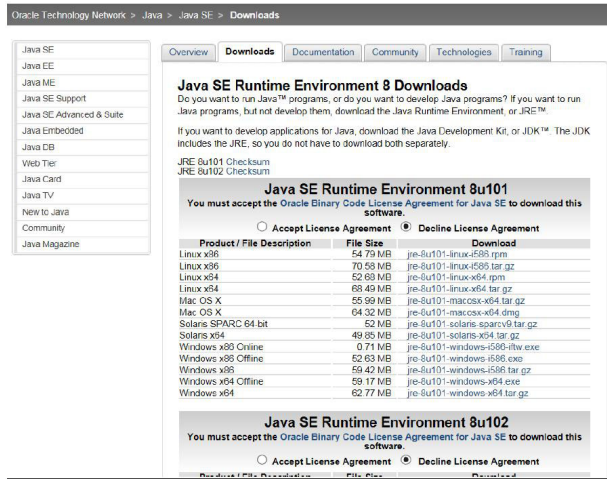 Oracle Technology Network > Java > Java SE > Downloads
Java SE
Java EE
Java ME
Java SE Support
Java SE Advanced & Suite
Java Embedded
Java DB
Web Tier
Java Card
Java TV
New to Java
Community
Java Magazine
Overview Downloads Documentation Community Technologies Training
Java SE Runtime Environment 8 Downloads
Do you want to run Java™ programs, or do you want to develop Java programs? If you want to run
Java programs, but not develop them, download the Java Runtime Environment, or JRE™.
If you want to develop applications for Java, download the Java Development Kit, or JDK™. The JDK
includes the JRE, so you do not have to download both separately.
JRE 8u101 Checksum
JRE 8u102 Checksum
Java SE Runtime Environment 8u101
You must accept the Oracle Binary Code License Agreement for Java SE to download this
software.
Accept License Agreement Decline License Agreement
Product / File Description File Size Download
Linux x86 54.79 MB jre-8u101-linux-i586.rpm
Linux x86 70.58 MB jre-8u101-linux-i586.tar.gz
Linux x64 52.68 MB jre-8u101-linux-x64.rpm
Linux x64 68.49 MB jre-8u101-linux-x64.tar.gz
Mac OS X 55.99 MB jre-8u101-macosx-x64.tar.gz
Mac OS X 64.32 MB jre-8u101-macosx-x64.dmg
Solaris SPARC 64-bit 52 MB jre-8u101-solaris-sparcv9.tar.gz
Solaris x64 49.85 MB jre-8u101-solaris-x64.tar.gz
Windows x86 Online 0.71 MB jre-8u101-windows-i586-iftw.exe
Windows x86 Offline 52.63 MB jre-8u101-windows-i586.exe
Windows x86 59.42 MB jre-8u101-windows-i586.tar.gz
Windows x64 Offline 59.17 MB jre-8u101-windows-x64.exe
Windows x64 62.77 MB jre-8u101-windows-x64.tar.gz
Java SE Runtime Environment 8u102
You must accept the Oracle Binary Code License Agreement for Java SE to download this
software.
Accept License Agreement Decline License Agreement
Product / File Description File Size Download